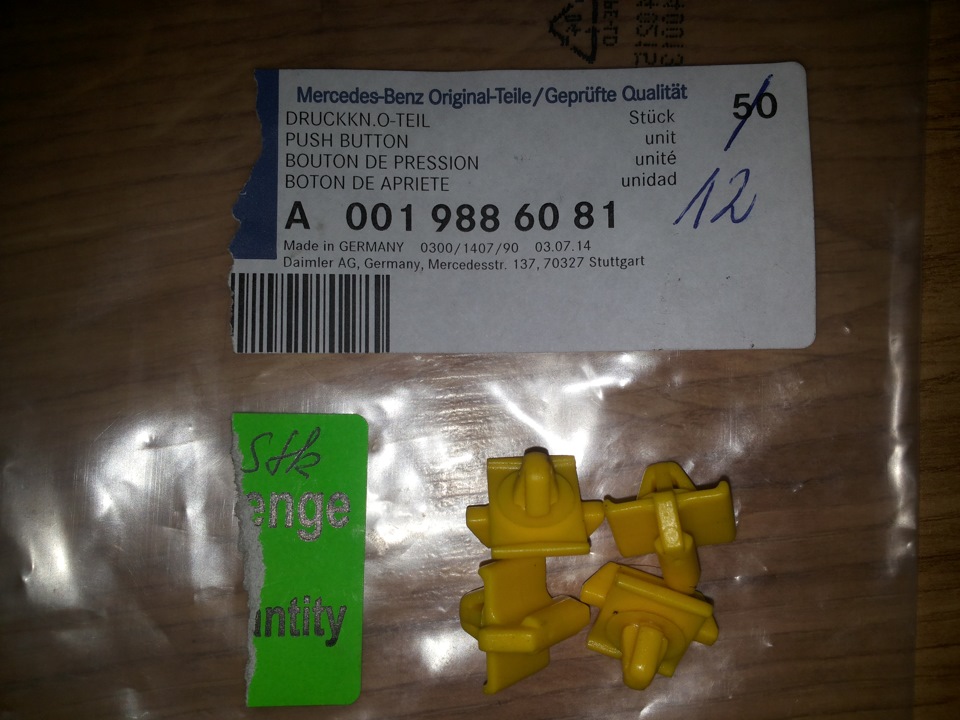 Mercedes-Benz Original-Teile/Geprüfte Qualität
DRUCKKN.O-TEIL Stück 50
PUSH BUTTON unit
BOUTON DE PRESSION unité
BOTON DE APRIETE unidad 12
A 001 988 60 81
Made in GERMANY 0300/1407/90 03.07.14
Daimler AG, Germany, Mercedesstr. 137, 70327 Stuttgart
Stk
enge
antity